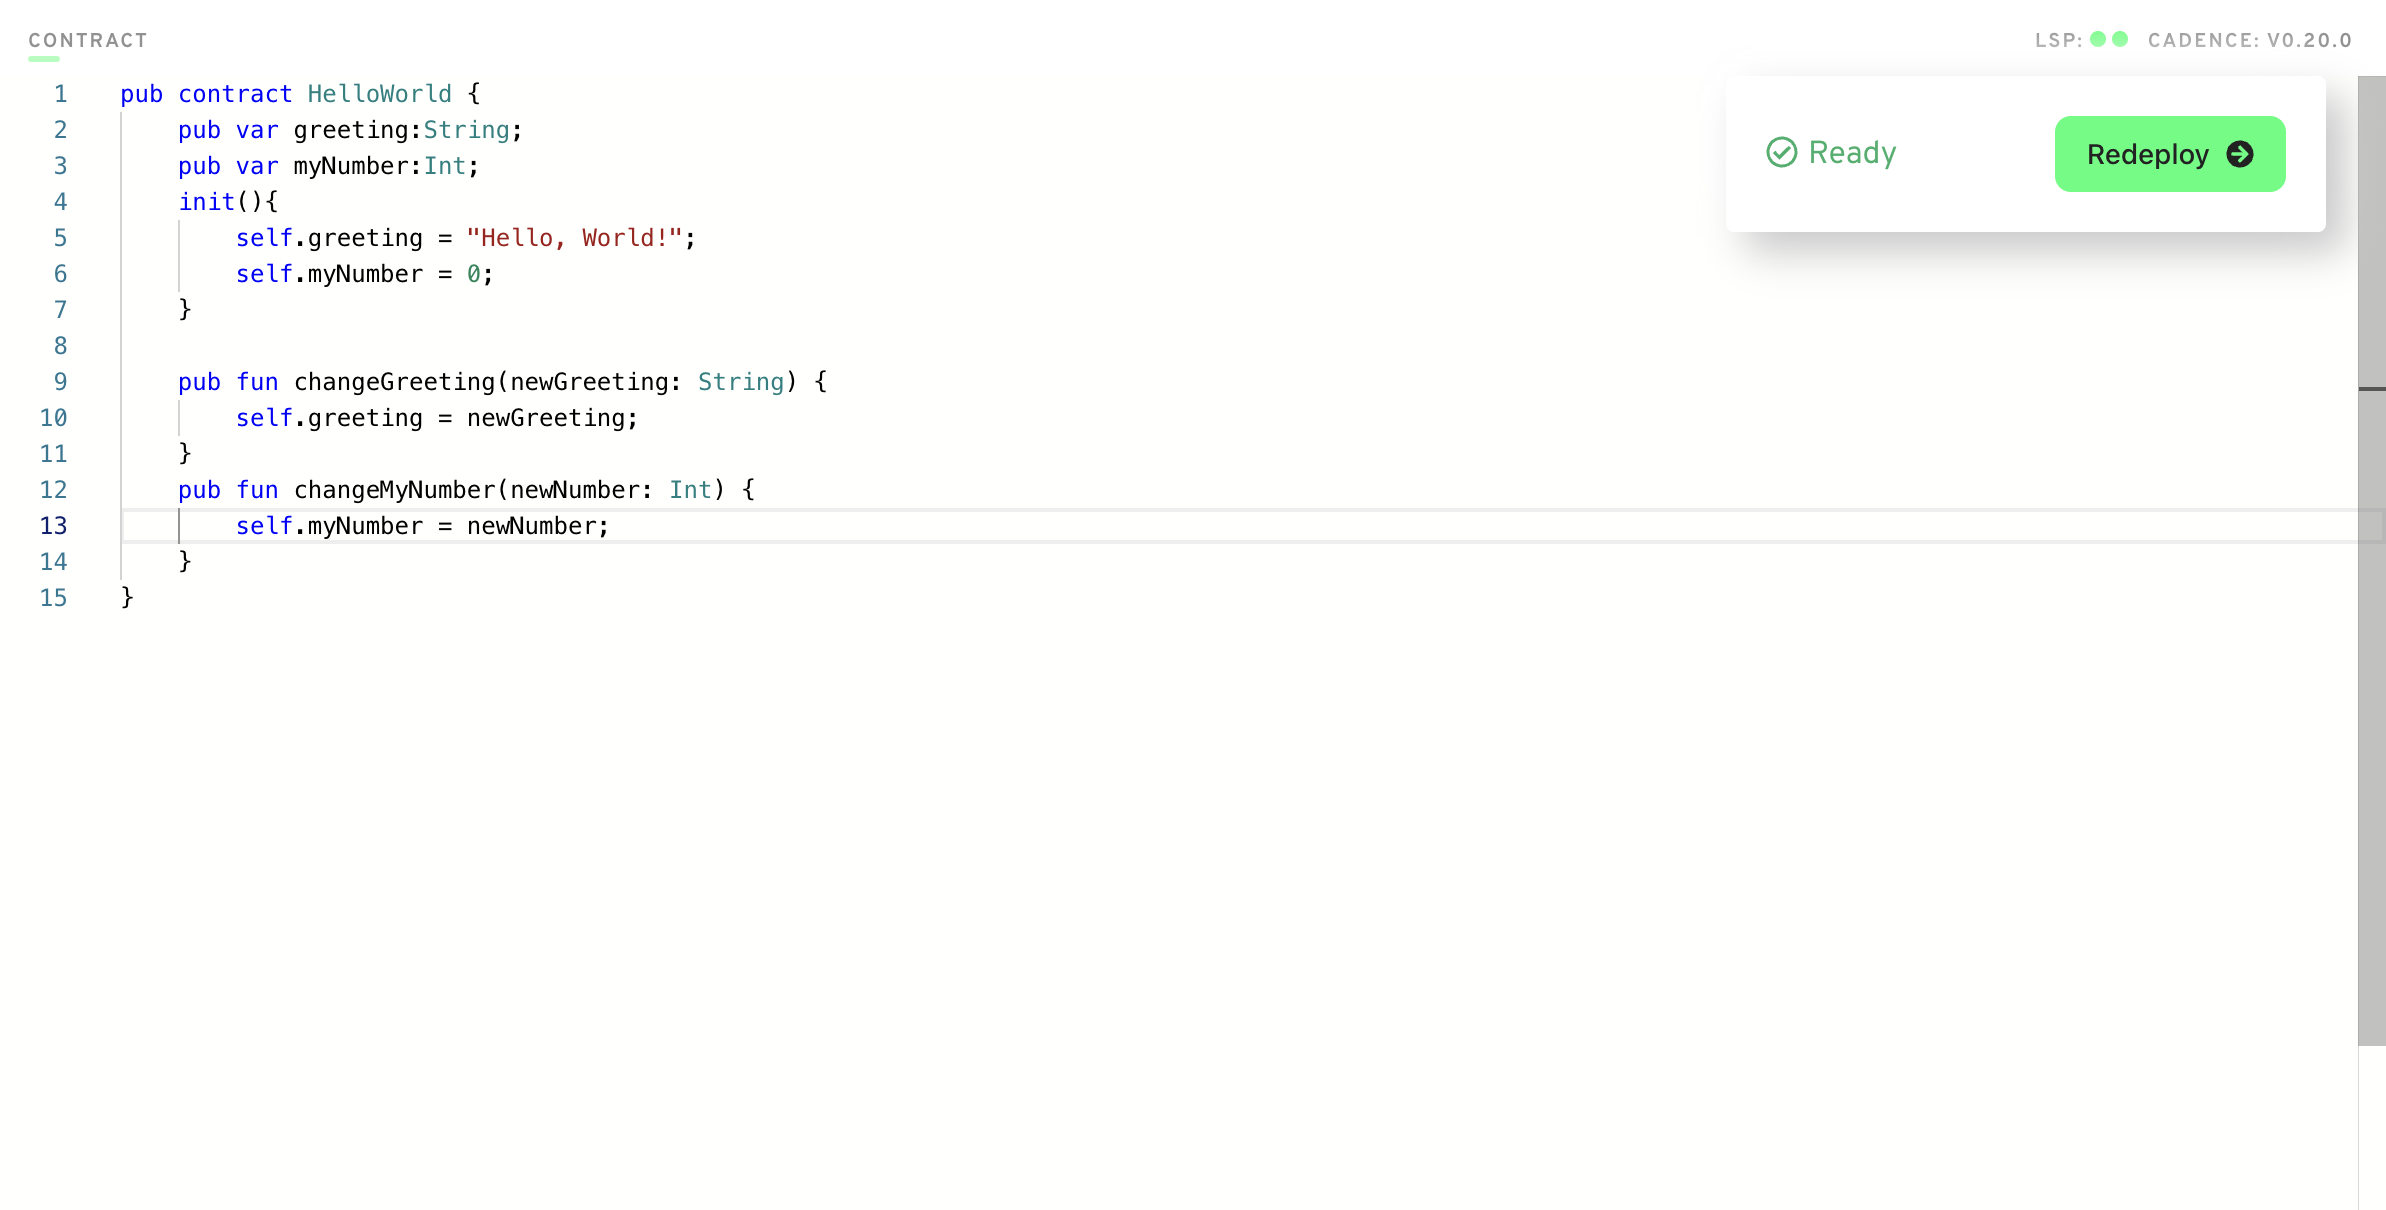 CONTRACT
LSP: CADENCE: V0.20.0
Ready
Redeploy
1 pub contract HelloWorld {
2 pub var greeting:String;
3 pub var myNumber:Int;
4 init(){
5 self.greeting = "Hello, World!";
6 self.myNumber = 0;
7 }
8
9 pub fun changeGreeting(newGreeting: String) {
10 self.greeting = newGreeting;
11 }
12 pub fun changeMyNumber(newNumber: Int) {
13 self.myNumber = newNumber;
14 }
15 }